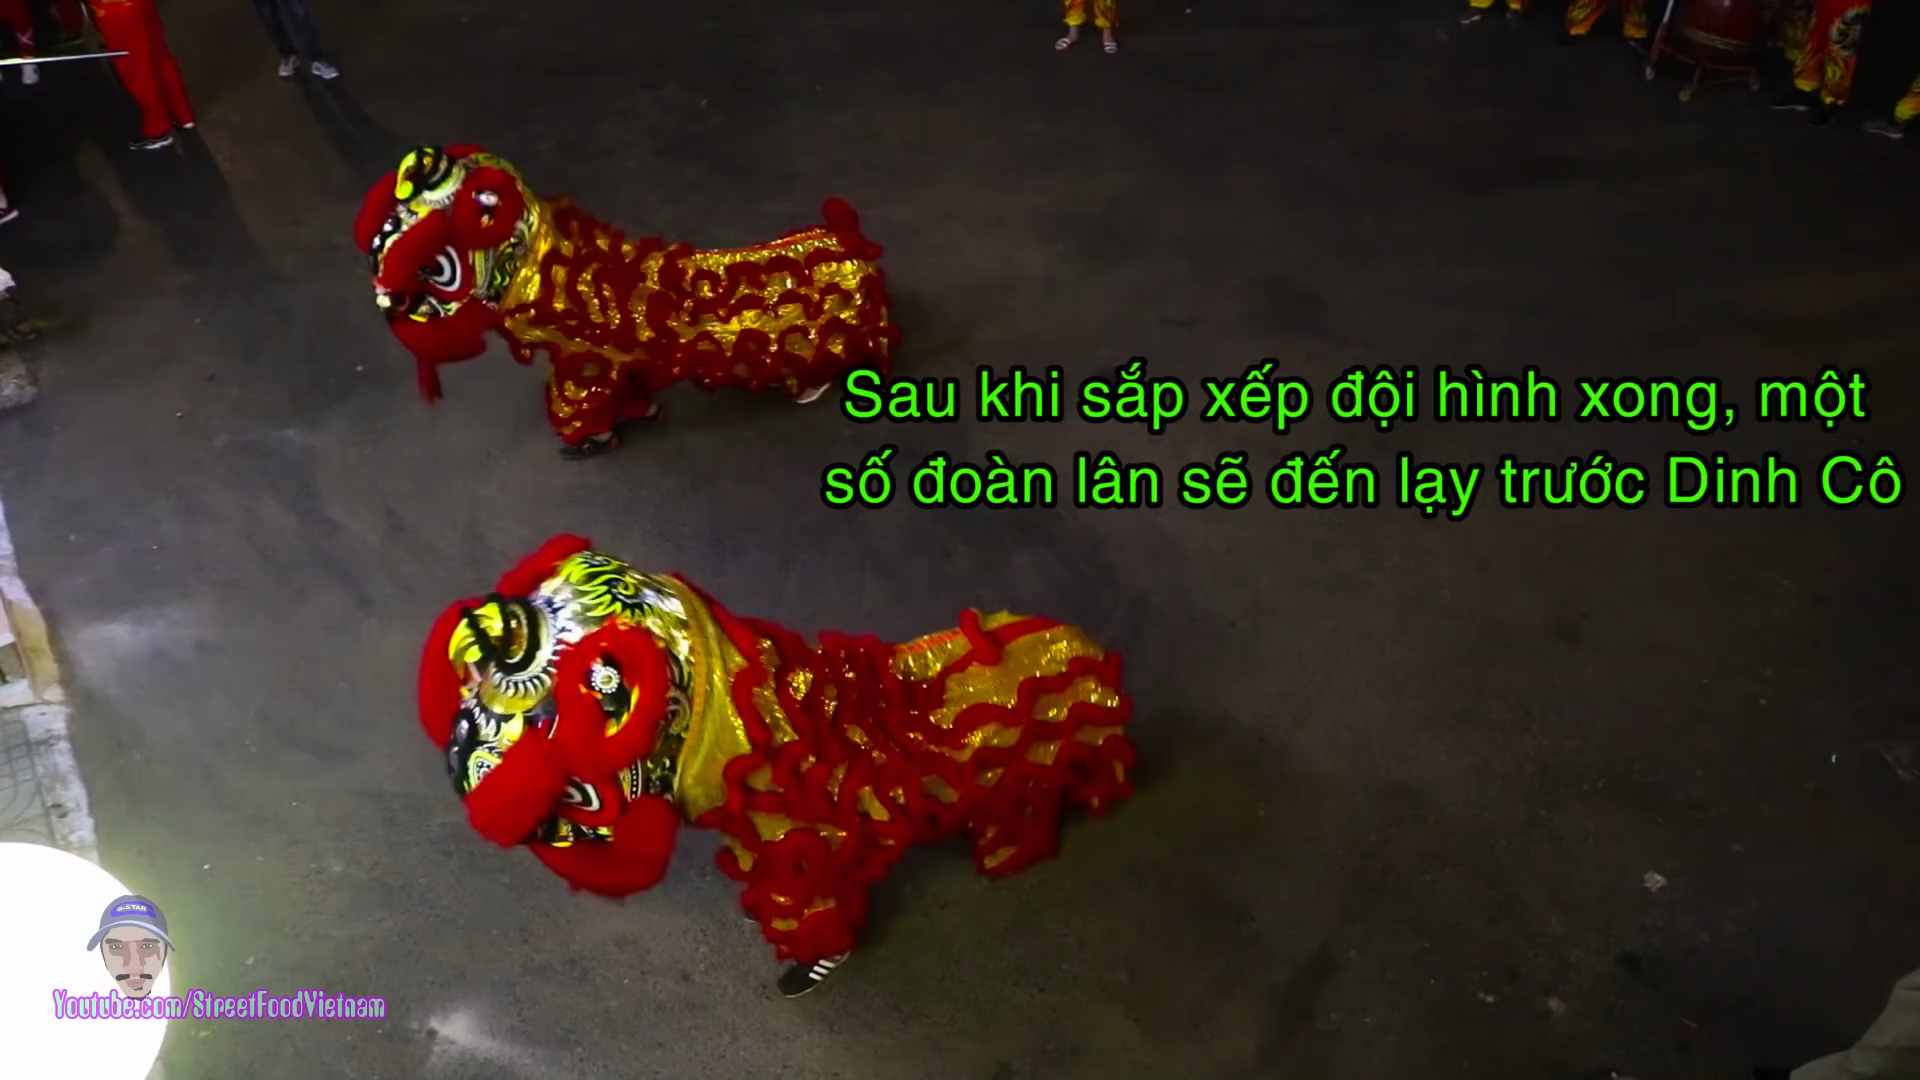 Sau khi sắp xếp đội hình xong, một
số đoàn lân sẽ đến lạy trước Dinh Cô
G-STAR
Youtube.com/StreetFoodVietnam